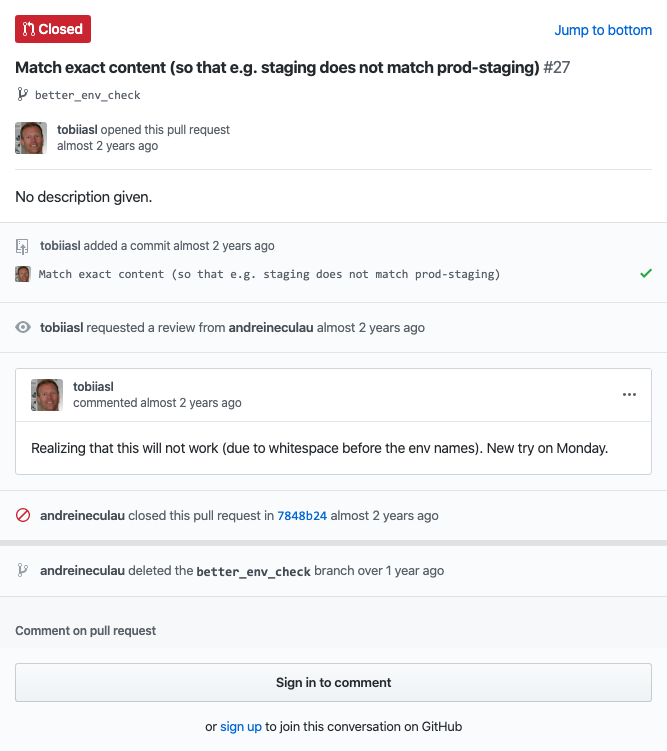 Closed
Jump to bottom
Match exact content (so that e.g. staging does not match prod-staging) #27
better_env_check
tobiiasl opened this pull request
almost 2 years ago
No description given.
tobiiasl added a commit almost 2 years ago
Match exact content (so that e.g. staging does not match prod-staging)
tobiiasl requested a review from andreineculau almost 2 years ago
tobiiasl
commented almost 2 years ago
Realizing that this will not work (due to whitespace before the env names). New try on Monday.
andreineculau closed this pull request in 7848b24 almost 2 years ago
andreineculau deleted the better_env_check branch over 1 year ago
Comment on pull request
Sign in to comment
or sign up to join this conversation on GitHub